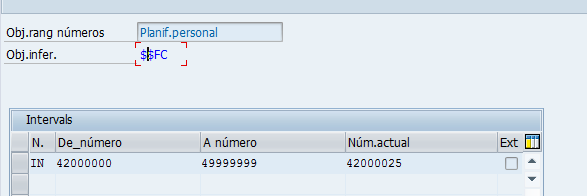 Obj.rang números Planif.personal
Obj.infer. $$FC
Intervals
N. De_número A número Núm.actual Ext
IN 42000000 49999999 42000025